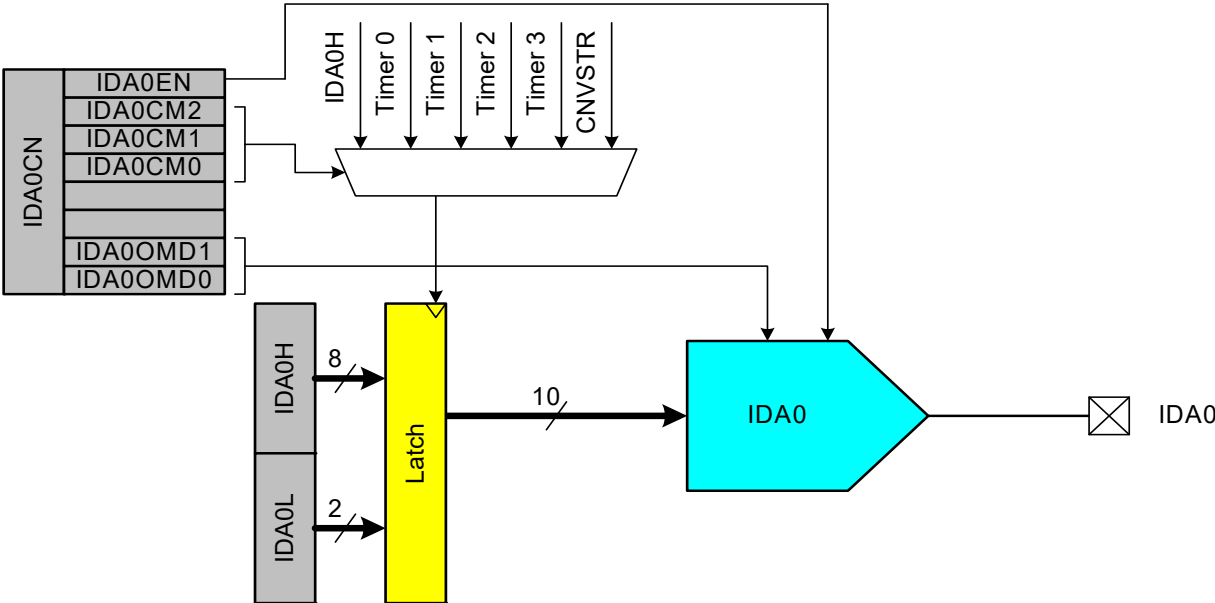 IDA0CN
IDA0EN
IDA0CM2
IDA0CM1
IDA0CM0
IDA0OMD1
IDA0OMD0
IDA0H
Timer 0
Timer 1
Timer 2
Timer 3
CNVSTR
IDA0H
IDA0L
8
2
Latch
10
IDA0
IDA0